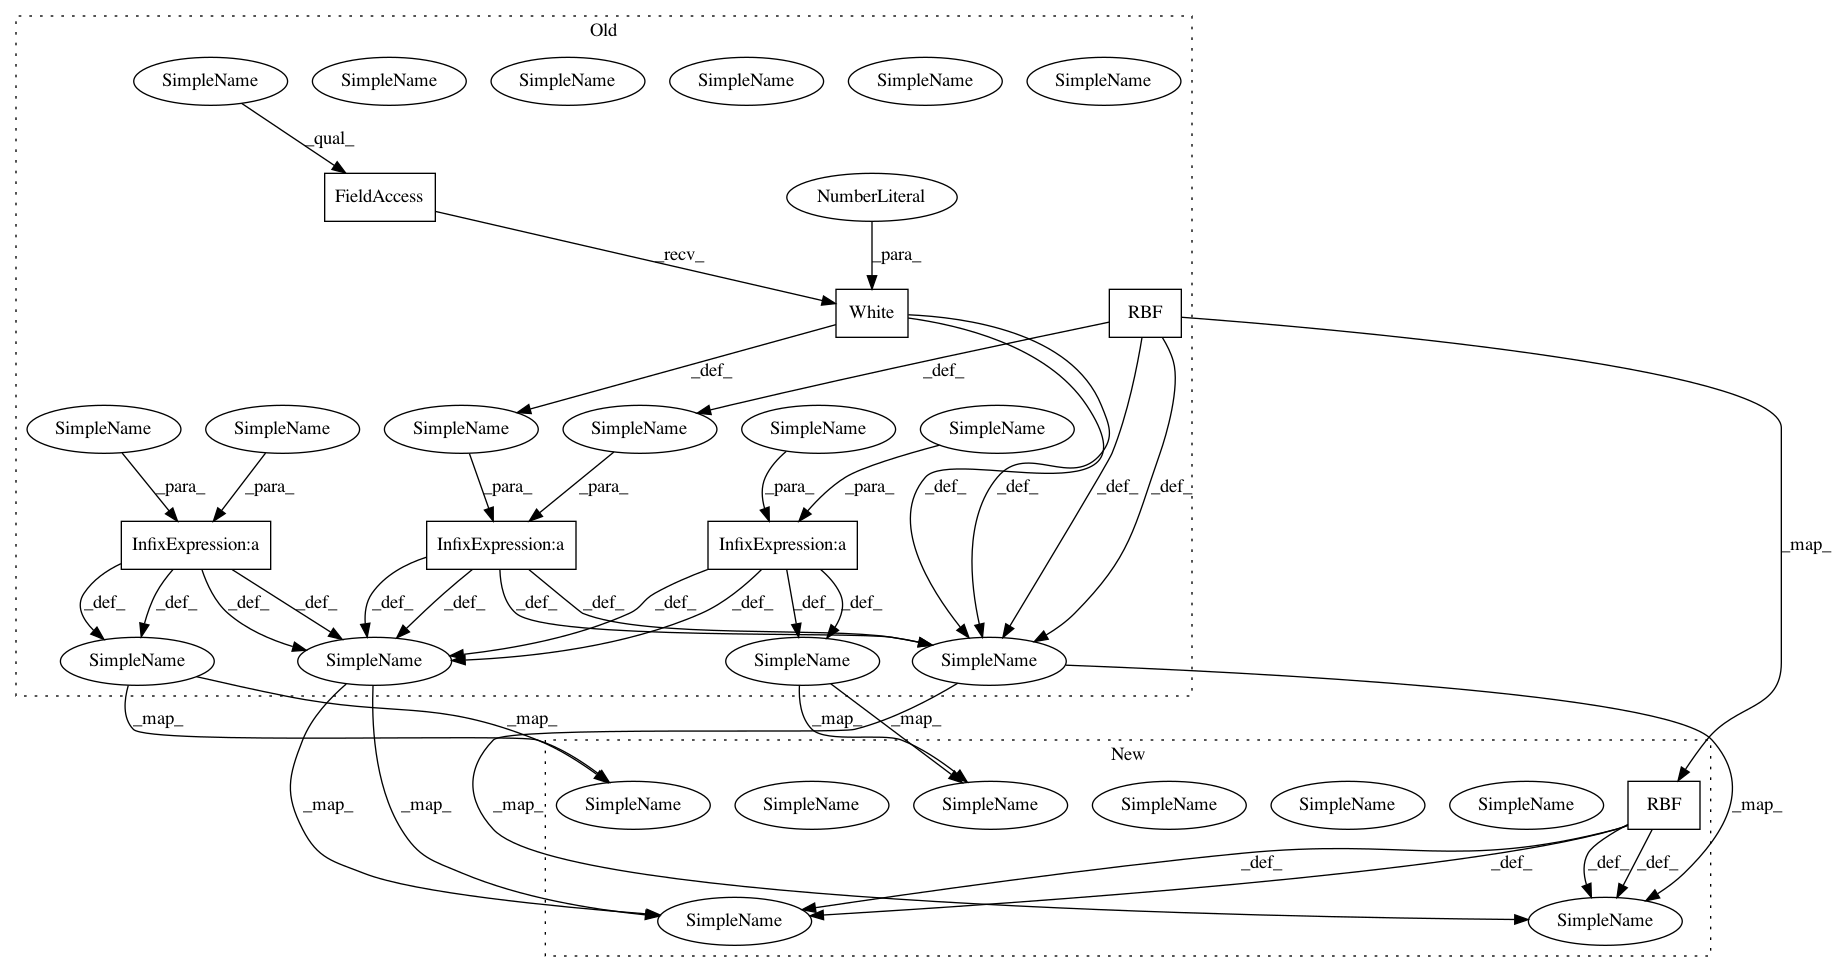 Old
SimpleName SimpleName SimpleName SimpleName SimpleName SimpleName
_qual_
FieldAccess NumberLiteral
_recv_ _para_
White RBF
_def_ _def_
SimpleName SimpleName SimpleName SimpleName SimpleName SimpleName
_para_ _para_ _para_ _para_ _para_ _para_ _def_ _def_ _def_ _def_
InfixExpression:a InfixExpression:a InfixExpression:a _map_
_def_ _def_ _def_ _def_ _def_ _def_ _def_ _def_ _def_ _def_ _def_ _def_
SimpleName SimpleName SimpleName SimpleName
_map_ _map_ _map_ _map_
New
SimpleName SimpleName SimpleName SimpleName SimpleName SimpleName RBF
_map_ _map_ _map_ _map_
_def_ _def_ _def_ _def_
SimpleName SimpleName